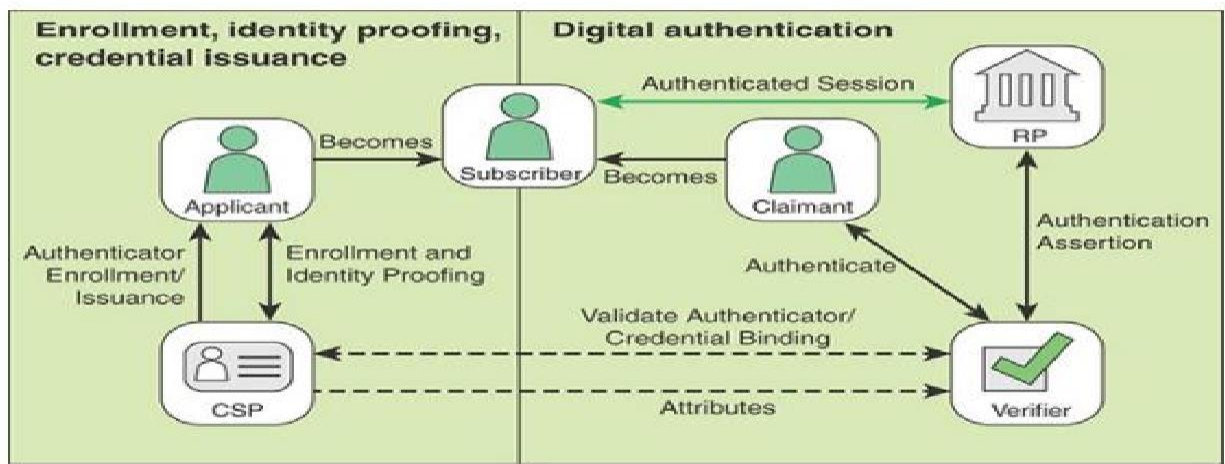 Enrollment, identity proofing,
credential issuance
Digital authentication
Authenticated Session
RP
Becomes
Subscriber
Becomes
Applicant
Claimant
Authenticator
Enrollment/
Issuance
Enrollment and
Identity Proofing
Authenticate
Authentication
Assertion
Validate Authenticator/
Credential Binding
CSP
Attributes
Verifier